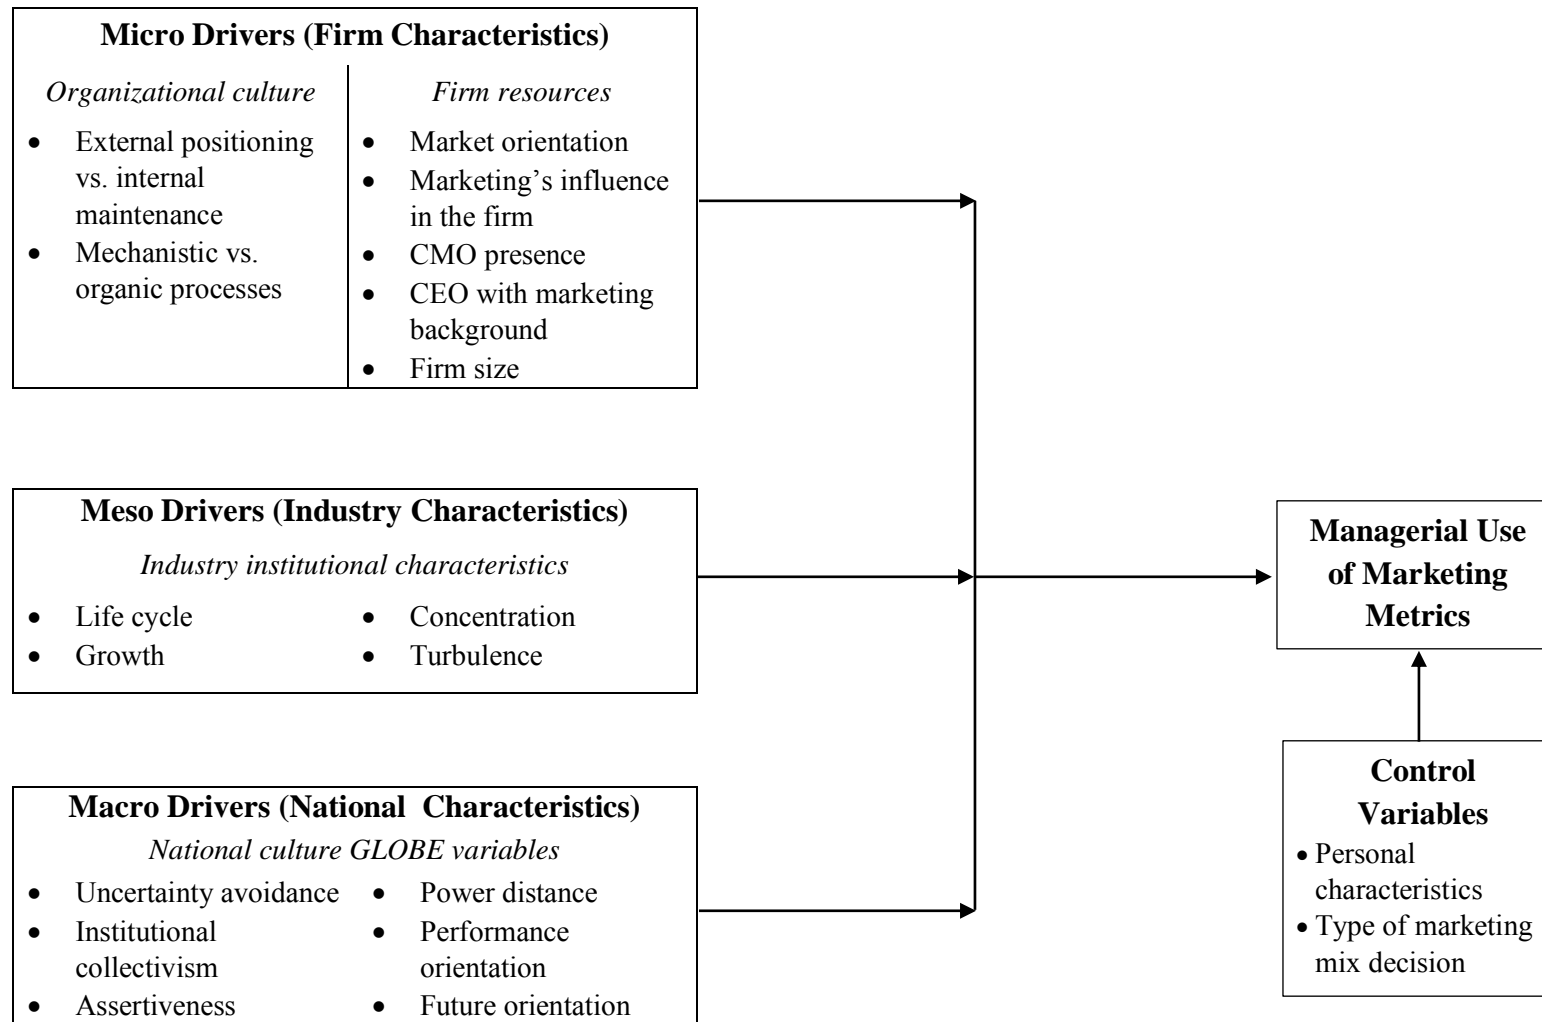 Micro Drivers (Firm Characteristics)
Organizational culture
• External positioning
vs. internal
maintenance
• Mechanistic vs.
organic processes
Firm resources
• Market orientation
• Marketing’s influence
in the firm
• CMO presence
• CEO with marketing
background
• Firm size
Meso Drivers (Industry Characteristics)
Industry institutional characteristics
• Life cycle
• Growth
• Concentration
• Turbulence
Macro Drivers (National Characteristics)
National culture GLOBE variables
• Uncertainty avoidance
• Institutional
collectivism
• Assertiveness
• Power distance
• Performance
orientation
• Future orientation
Managerial Use
of Marketing
Metrics
Control
Variables
• Personal
characteristics
• Type of marketing
mix decision